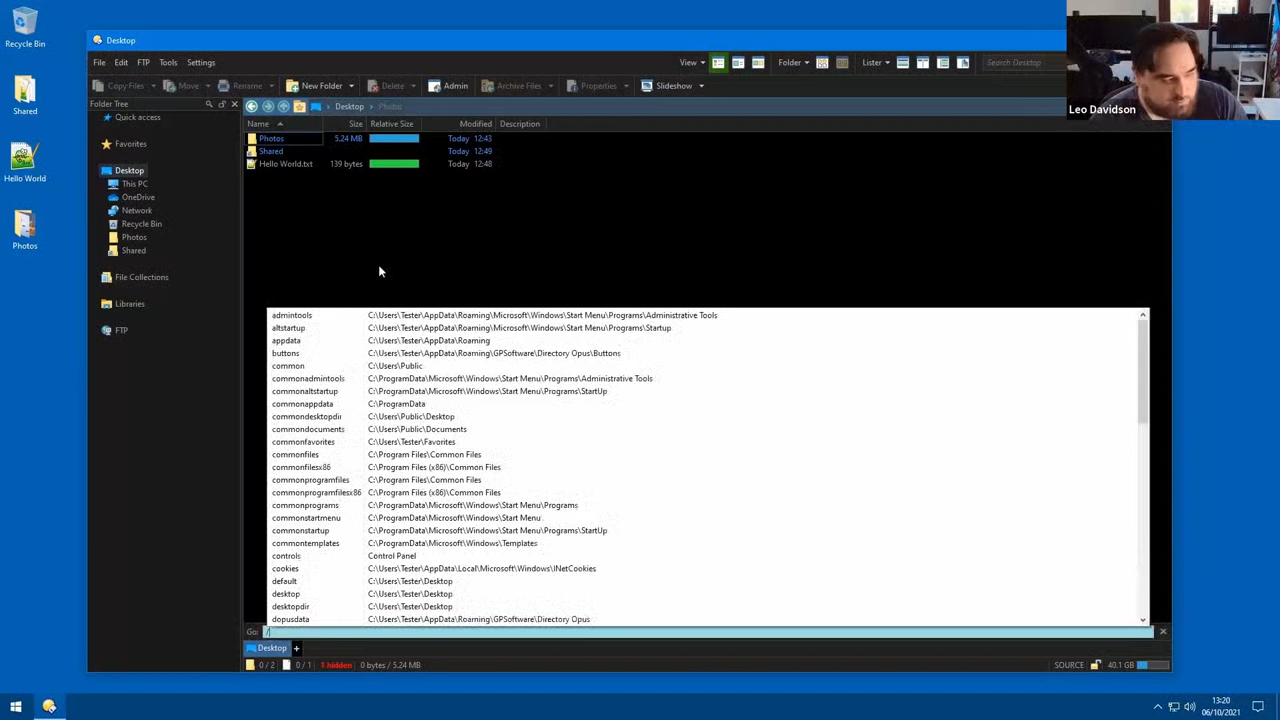 Recycle Bin
Shared
Hello World
Photos
Desktop
File Edit FTP Tools Settings
View Folder Lister Search Desktop
Copy Files Move Rename New Folder Delete Admin Archive Files Properties Slideshow
Leo Davidson
Folder Tree
Desktop Photos
Quick access
Favorites
Desktop
This PC
OneDrive
Network
Recycle Bin
Photos
Shared
File Collections
Libraries
FTP
Name Size Relative Size Modified Description
Photos 5.24 MB Today 12:43
Shared Today 12:49
Hello World.txt 139 bytes Today 12:48
admintools C:\Users\Tester\AppData\Roaming\Microsoft\Windows\Start Menu\Programs\Administrative Tools
altstartup C:\Users\Tester\AppData\Roaming\Microsoft\Windows\Start Menu\Programs\Startup
appdata C:\Users\Tester\AppData\Roaming
buttons C:\Users\Tester\AppData\Roaming\GPSoftware\Directory Opus\Buttons
common C:\Users\Public
commonadmintools C:\ProgramData\Microsoft\Windows\Start Menu\Programs\Administrative Tools
commonaltstartup C:\ProgramData\Microsoft\Windows\Start Menu\Programs\StartUp
commonappdata C:\ProgramData
commondesktopdir C:\Users\Public\Desktop
commondocuments C:\Users\Public\Documents
commonfavorites C:\Users\Tester\Favorites
commonfiles C:\Program Files\Common Files
commonfilesx86 C:\Program Files (x86)\Common Files
commonprogramfiles C:\Program Files\Common Files
commonprogramfilesx86 C:\Program Files (x86)\Common Files
commonprograms C:\ProgramData\Microsoft\Windows\Start Menu\Programs
commonstartmenu C:\ProgramData\Microsoft\Windows\Start Menu
commonstartup C:\ProgramData\Microsoft\Windows\Start Menu\Programs\StartUp
commontemplates C:\ProgramData\Microsoft\Windows\Templates
controls Control Panel
cookies C:\Users\Tester\AppData\Local\Microsoft\Windows\INetCookies
default C:\Users\Tester\Desktop
desktop C:\Users\Tester\Desktop
desktopdir C:\Users\Tester\Desktop
dopusdata C:\Users\Tester\AppData\Roaming\GPSoftware\Directory Opus
Go: /
Desktop +
0 / 2 0 / 1 1 hidden 0 bytes / 5.24 MB SOURCE 40.1 GB
13:20
06/10/2021